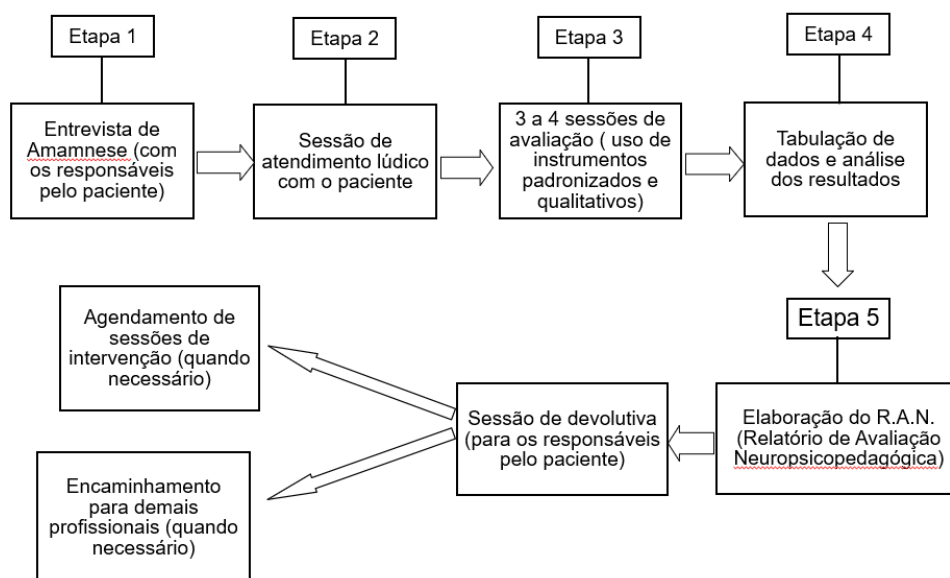 Etapa 1
Entrevista de
Amamnese (com
os responsáveis
pelo paciente)
Etapa 2
Sessão de
atendimento lúdico
com o paciente
Etapa 3
3 a 4 sessões de
avaliação ( uso de
instrumentos
padronizados e
qualitativos)
Etapa 4
Tabulação de
dados e análise
dos resultados
Etapa 5
Elaboração do R.A.N.
(Relatório de Avaliação
Neuropsicopedagógica)
Sessão de devolutiva
(para os responsáveis
pelo paciente)
Agendamento de
sessões de
intervenção (quando
necessário)
Encaminhamento
para demais
profissionais (quando
necessário)